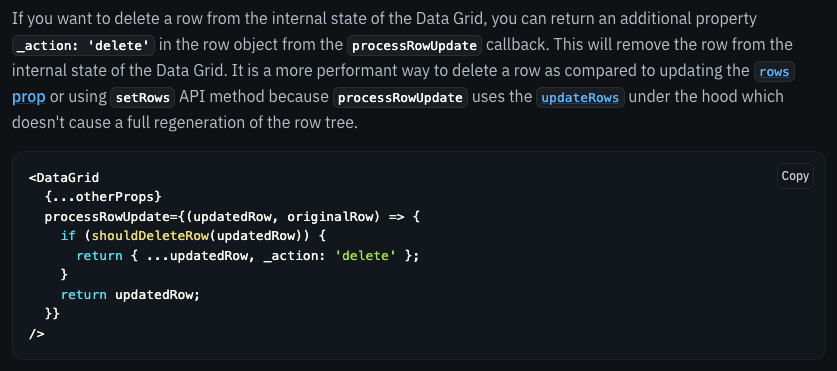 If you want to delete a row from the internal state of the Data Grid, you can return an additional property
_action: 'delete' in the row object from the processRowUpdate callback. This will remove the row from the
internal state of the Data Grid. It is a more performant way to delete a row as compared to updating the rows
prop or using setRows API method because processRowUpdate uses the updateRows under the hood which
doesn't cause a full regeneration of the row tree.
Copy
<DataGrid
  {...otherProps}
  processRowUpdate={(updatedRow, originalRow) => {
    if (shouldDeleteRow(updatedRow)) {
      return { ...updatedRow, _action: 'delete' };
    }
    return updatedRow;
  }}
/>